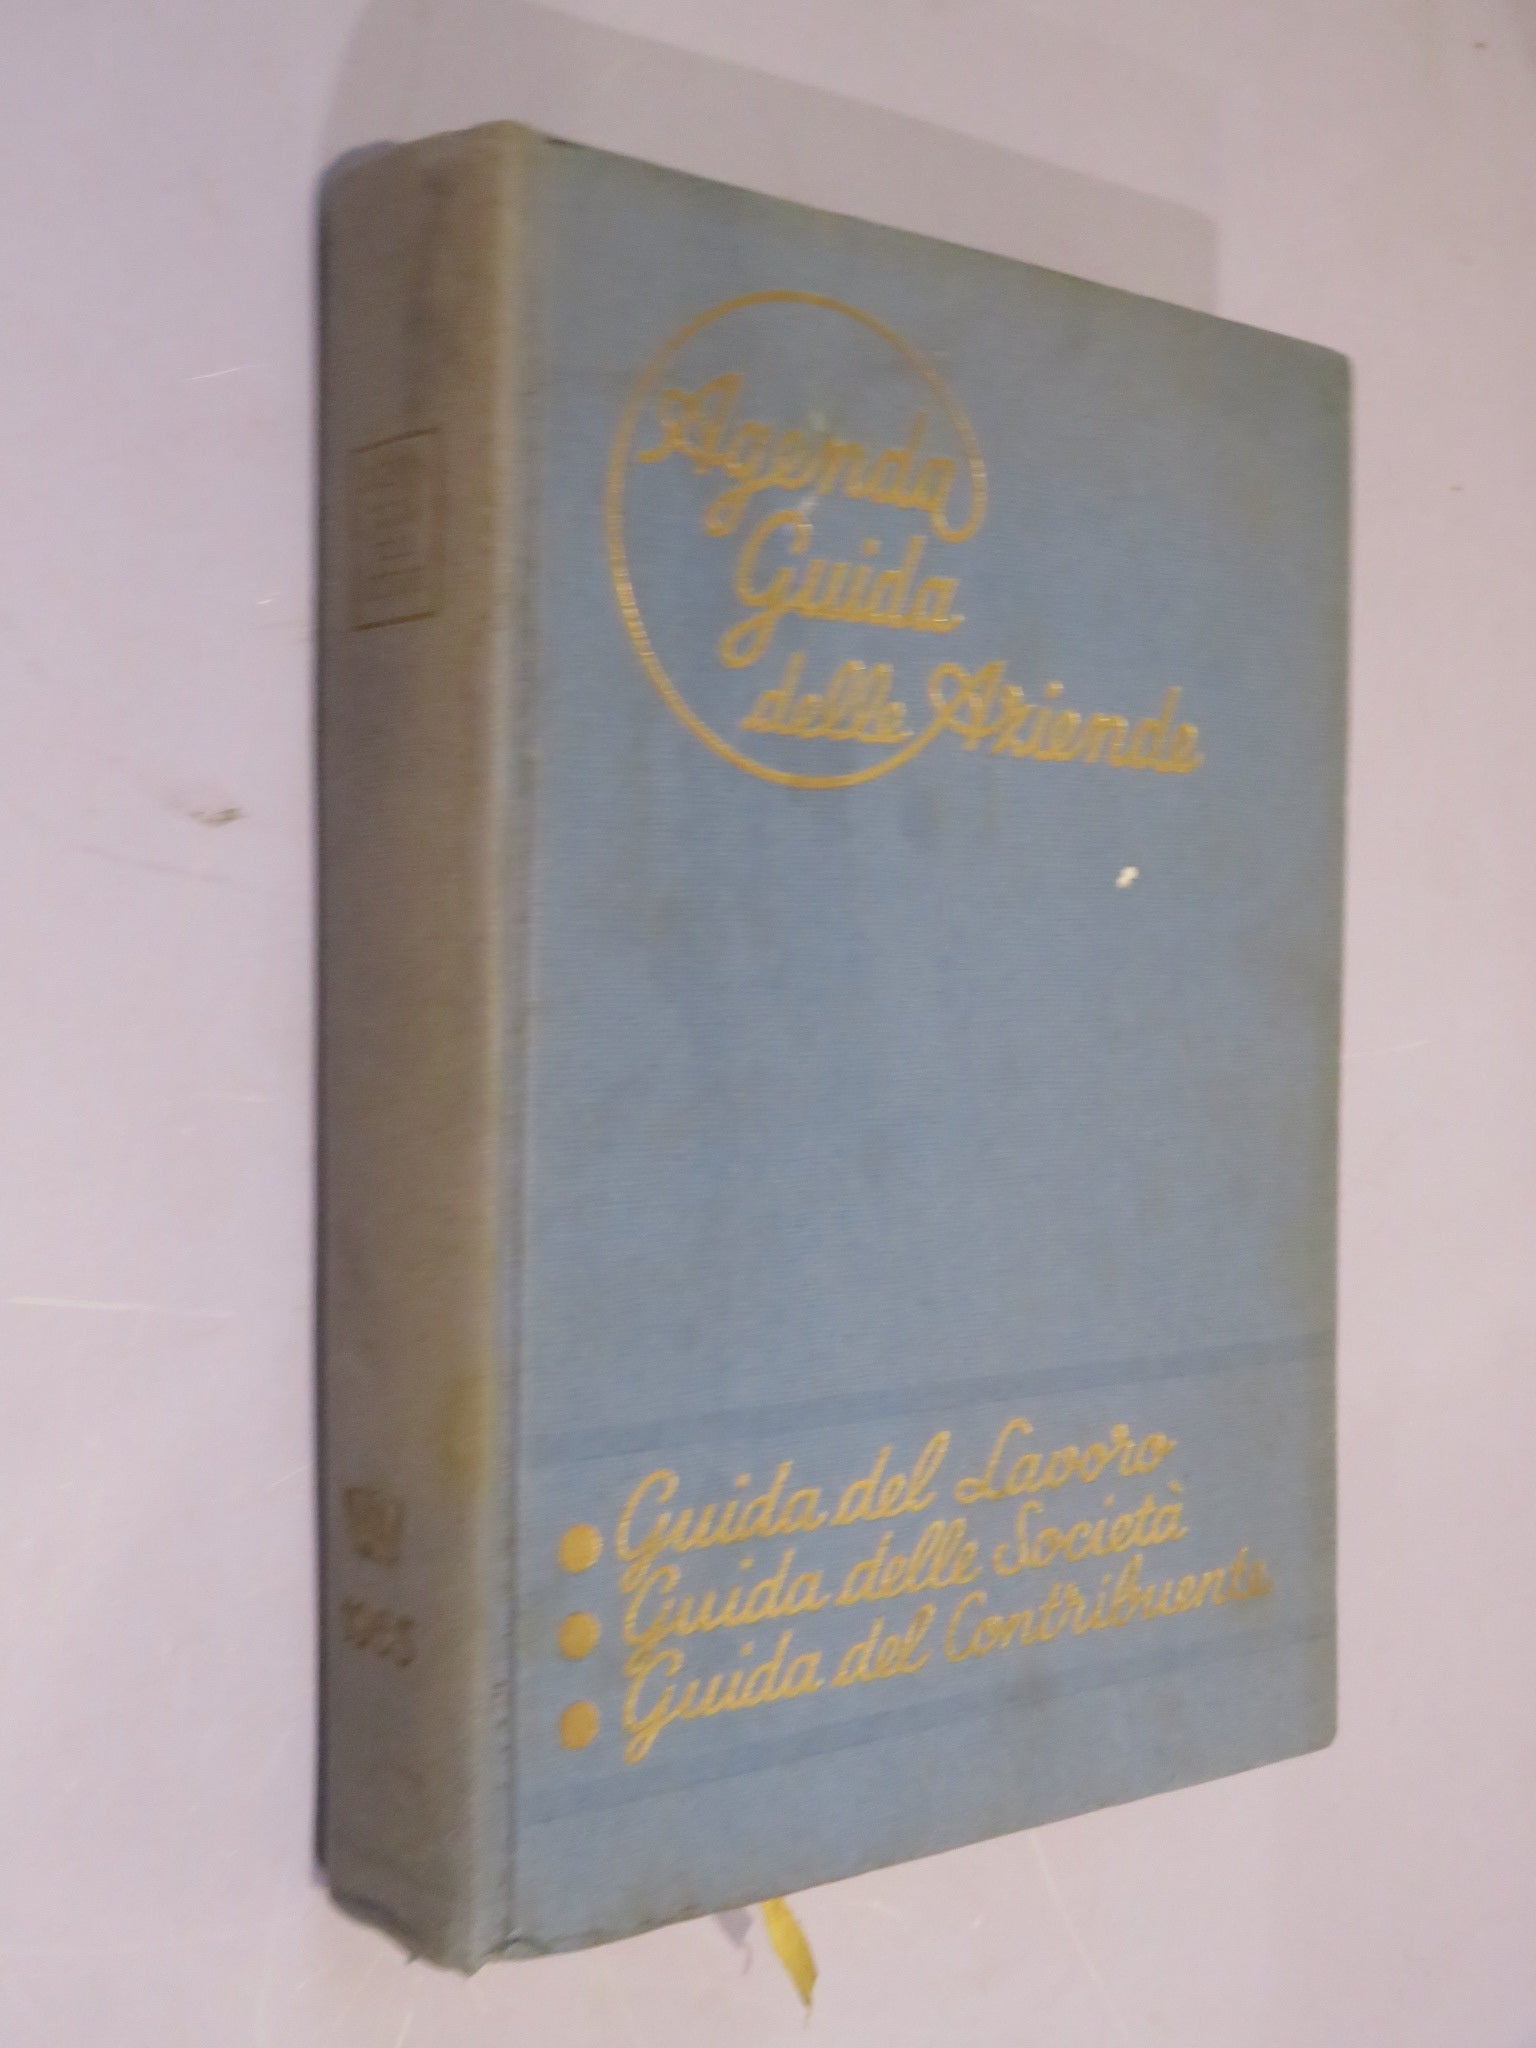 Agenda
Guida
delle Aziende
Guida del Lavoro
Guida delle Società
Guida del Contribuente